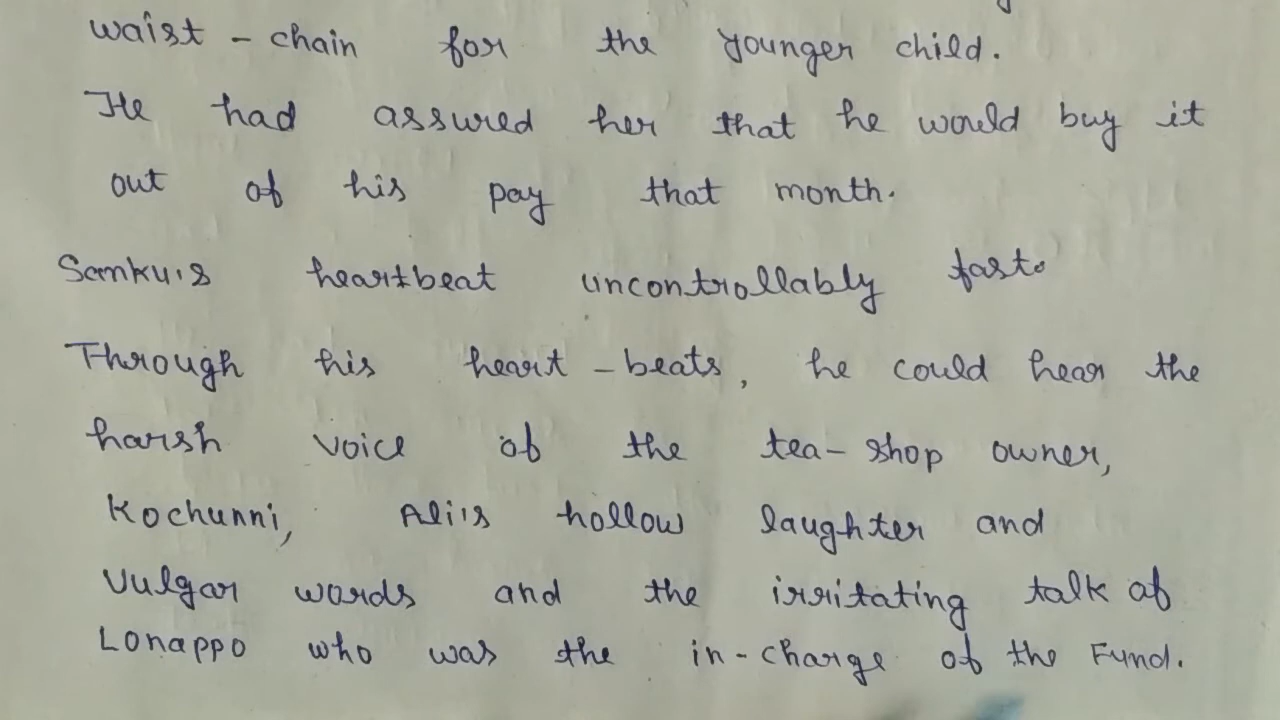 waist - chain for the younger child.
He had assured her that he would buy it
out of his pay that month.
Samku's heartbeat uncontrollably fast.
Through his heart - beats, he could hear the
harsh voice of the tea - shop owner,
Kochunni, Ali's hollow laughter and
vulgar words and the irritating talk of
Lonappo who was the in - charge of the Fund.